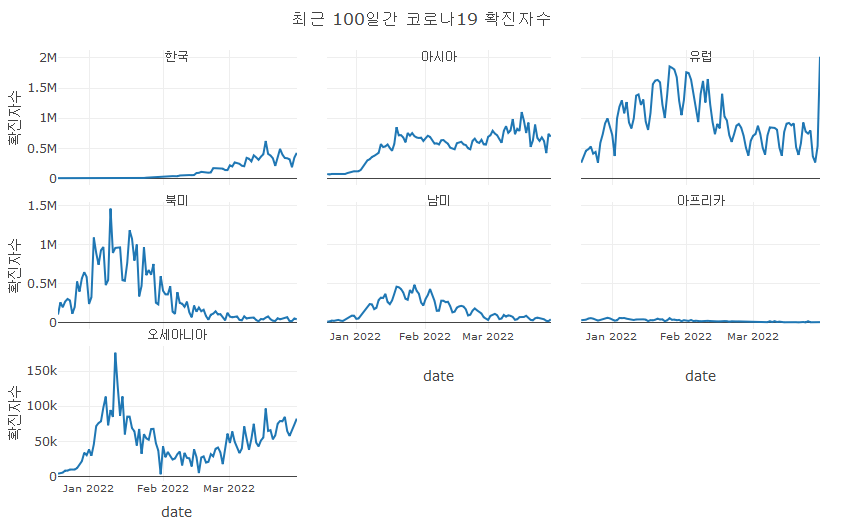 최근 100일간 코로나19 확진자수
한국
아시아
유럽
확진자수
2M
1.5M
1M
0.5M
0
북미
남미
아프리카
확진자수
1.5M
1M
0.5M
0
Jan 2022 Feb 2022 Mar 2022
Jan 2022 Feb 2022 Mar 2022
date
date
오세아니아
확진자수
150k
100k
50k
0
Jan 2022 Feb 2022 Mar 2022
date